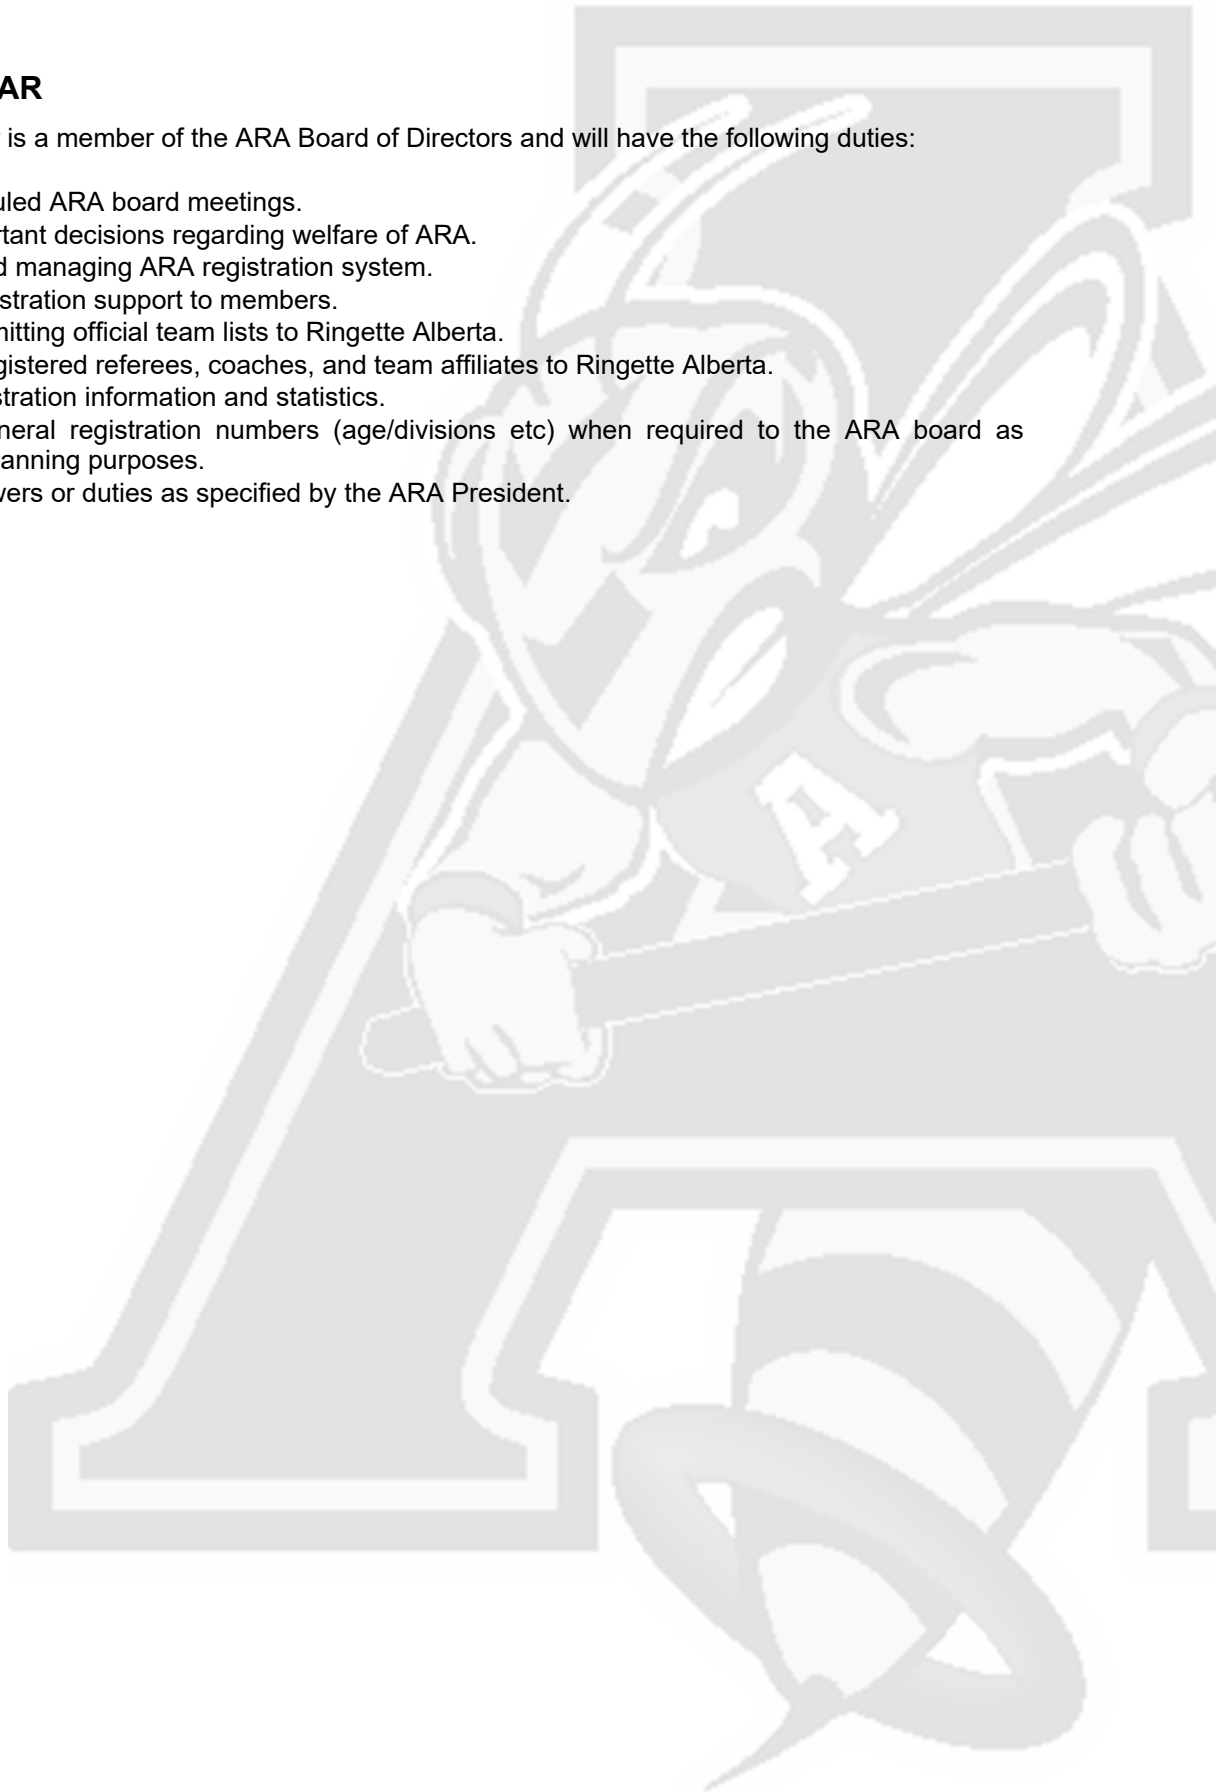 AR
is a member of the ARA Board of Directors and will have the following duties:
uled ARA board meetings.
rtant decisions regarding welfare of ARA.
d managing ARA registration system.
stration support to members.
nitting official team lists to Ringette Alberta.
gistered referees, coaches, and team affiliates to Ringette Alberta.
stration information and statistics.
neral registration numbers (age/divisions etc) when required to the ARA board as
anning purposes.
wers or duties as specified by the ARA President.
A